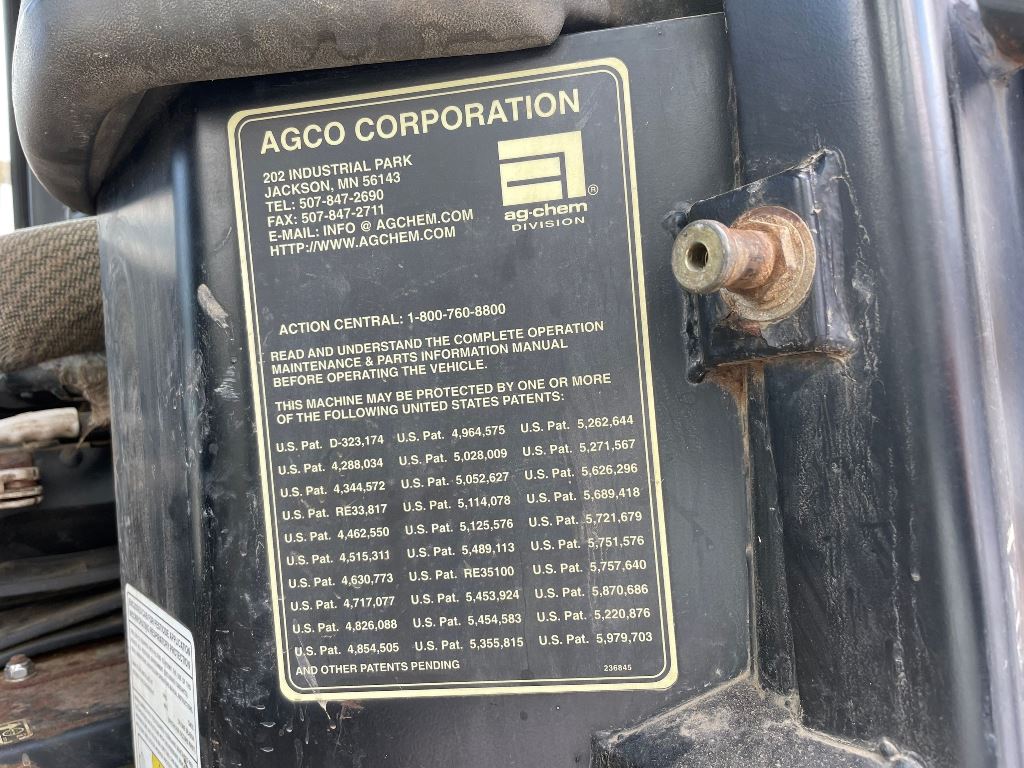 AGCO CORPORATION
202 INDUSTRIAL PARK
JACKSON, MN 56143
TEL: 507-847-2690
FAX: 507-847-2711
E-MAIL: INFO @ AGCHEM.COM
HTTP://WWW.AGCHEM.COM
®
ag-chem
DIVISION
ACTION CENTRAL: 1-800-760-8800
READ AND UNDERSTAND THE COMPLETE OPERATION
MAINTENANCE & PARTS INFORMATION MANUAL
BEFORE OPERATING THE VEHICLE.
THIS MACHINE MAY BE PROTECTED BY ONE OR MORE
OF THE FOLLOWING UNITED STATES PATENTS:
U.S. Pat. D-323,174 U.S. Pat. 4,964,575 U.S. Pat. 5,262,644
U.S. Pat. 4,288,034 U.S. Pat. 5,028,009 U.S. Pat. 5,271,567
U.S. Pat. 4,344,572 U.S. Pat. 5,052,627 U.S. Pat. 5,626,296
U.S. Pat. RE33,817 U.S. Pat. 5,114,078 U.S. Pat. 5,689,418
U.S. Pat. 4,462,550 U.S. Pat. 5,125,576 U.S. Pat. 5,721,679
U.S. Pat. 4,515,311 U.S. Pat. 5,489,113 U.S. Pat. 5,751,576
U.S. Pat. 4,630,773 U.S. Pat. RE35100 U.S. Pat. 5,757,640
U.S. Pat. 4,717,077 U.S. Pat. 5,453,924 U.S. Pat. 5,870,686
U.S. Pat. 4,826,088 U.S. Pat. 5,454,583 U.S. Pat. 5,220,876
U.S. Pat. 4,854,505 U.S. Pat. 5,355,815 U.S. Pat. 5,979,703
AND OTHER PATENTS PENDING
236845